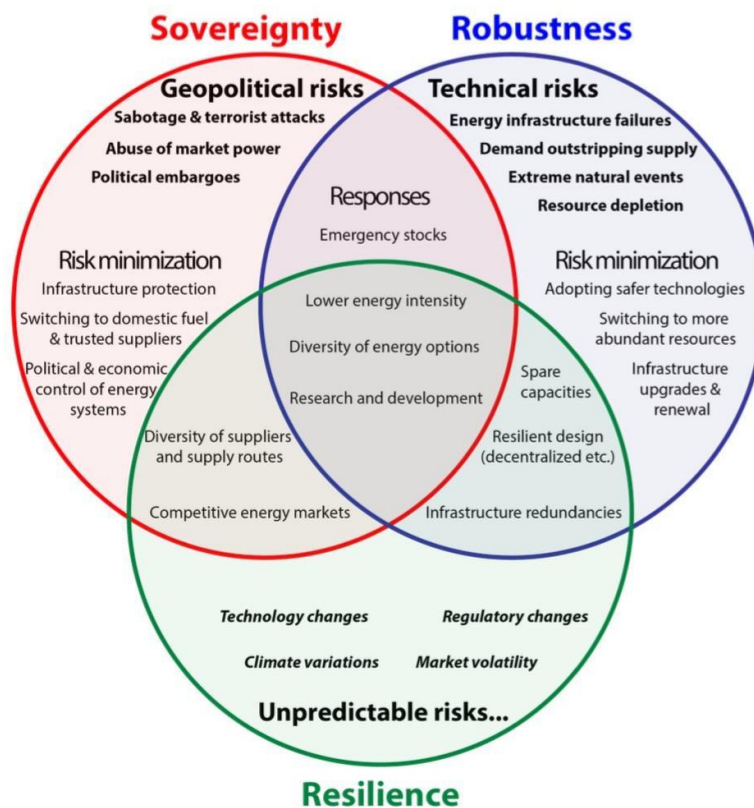 Sovereignty
Robustness
Geopolitical risks
Sabotage & terrorist attacks
Abuse of market power
Political embargoes
Technical risks
Energy infrastructure failures
Demand outstripping supply
Extreme natural events
Resource depletion
Responses
Emergency stocks
Risk minimization
Infrastructure protection
Switching to domestic fuel
& trusted suppliers
Political & economic
control of energy
systems
Lower energy intensity
Diversity of energy options
Research and development
Risk minimization
Adopting safer technologies
Switching to more
abundant resources
Infrastructure
upgrades &
renewal
Spare
capacities
Diversity of suppliers
and supply routes
Competitive energy markets
Resilient design
(decentralized etc.)
Infrastructure redundancies
Technology changes
Regulatory changes
Climate variations
Market volatility
Unpredictable risks...
Resilience